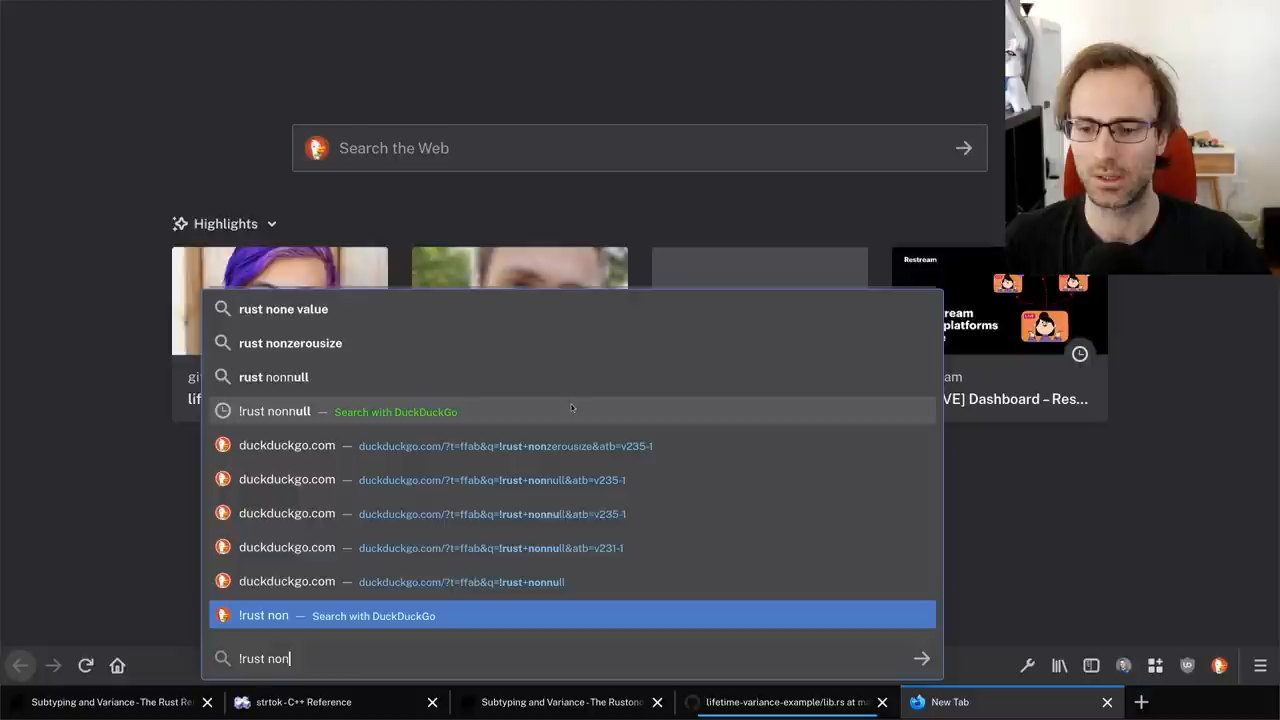 Search the Web
Highlights
Restream
ream
platforms
rust none value
rust nonzerousize
rust nonnull
!rust nonnull — Search with DuckDuckGo
duckduckgo.com — duckduckgo.com/?t=ffab&q=!rust+nonzerousize&atb=v235-1
duckduckgo.com — duckduckgo.com/?t=ffab&q=!rust+nonnull&atb=v235-1
duckduckgo.com — duckduckgo.com/?t=ffab&q=!rust+nonnull&atb=v235-1
duckduckgo.com — duckduckgo.com/?t=ffab&q=!rust+nonnull&atb=v231-1
duckduckgo.com — duckduckgo.com/?t=ffab&q=!rust+nonnull
!rust non — Search with DuckDuckGo
!rust non
gi
lif
am
VE] Dashboard – Res...
Subtyping and Variance - The Rust Re
strtok - C++ Reference
Subtyping and Variance - The Rustono
lifetime-variance-example/lib.rs at ma
New Tab